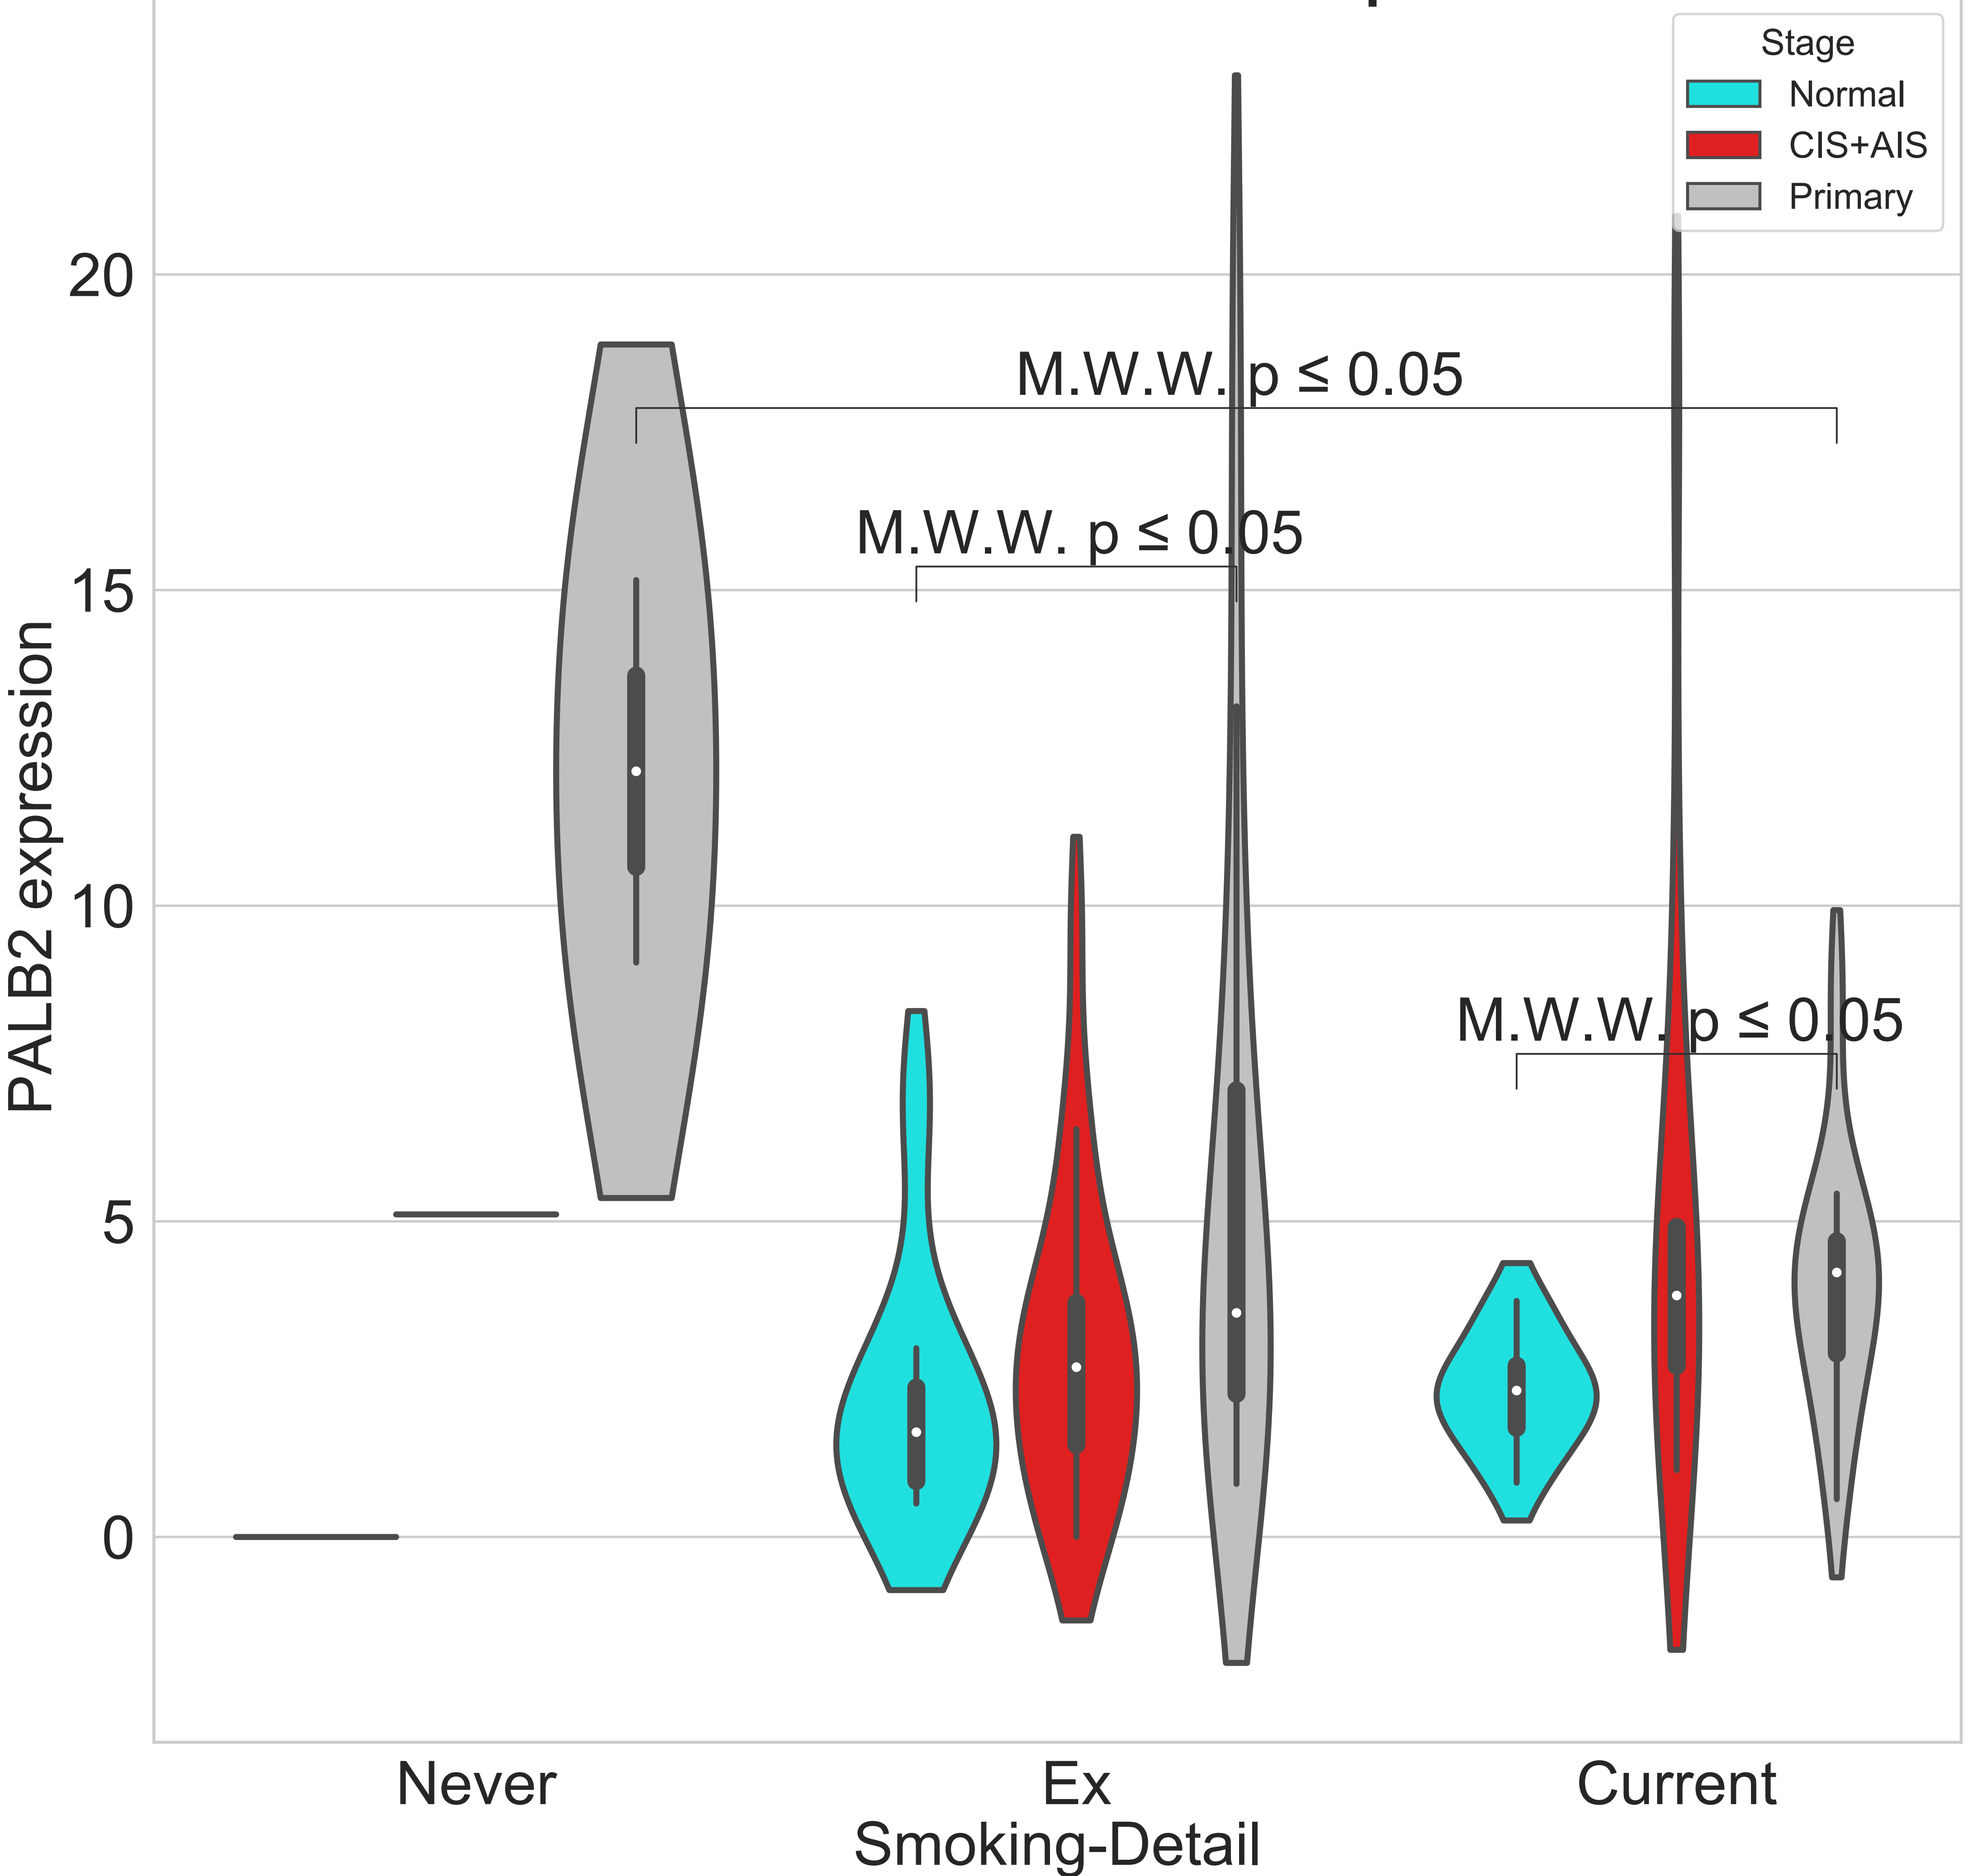 Stage
Normal
CIS+AIS
Primary
20
15
10
5
0
PALB2 expression
M.W.W. p ≤ 0.05
M.W.W. p ≤ 0.05
M.W.W. p ≤ 0.05
Never
Ex
Current
Smoking-Detail